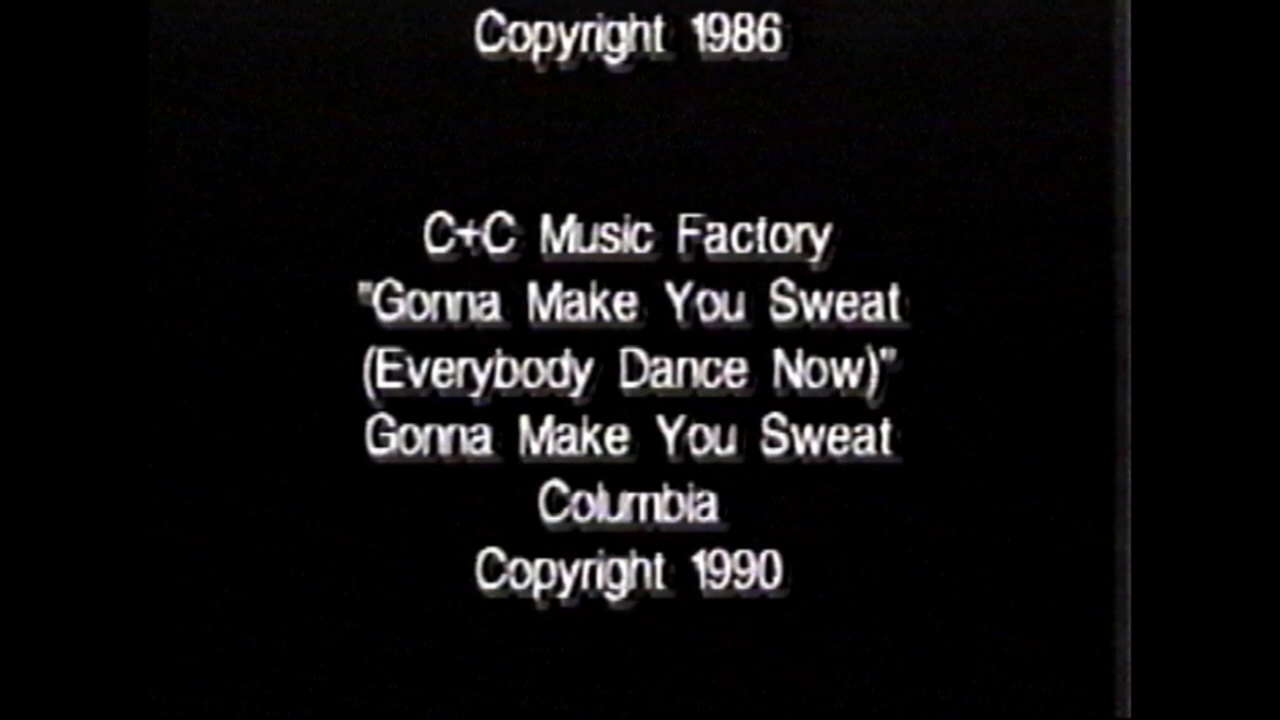 Copyright 1986
C+C Music Factory
"Gonna Make You Sweat
(Everybody Dance Now)"
Gonna Make You Sweat
Columbia
Copyright 1990